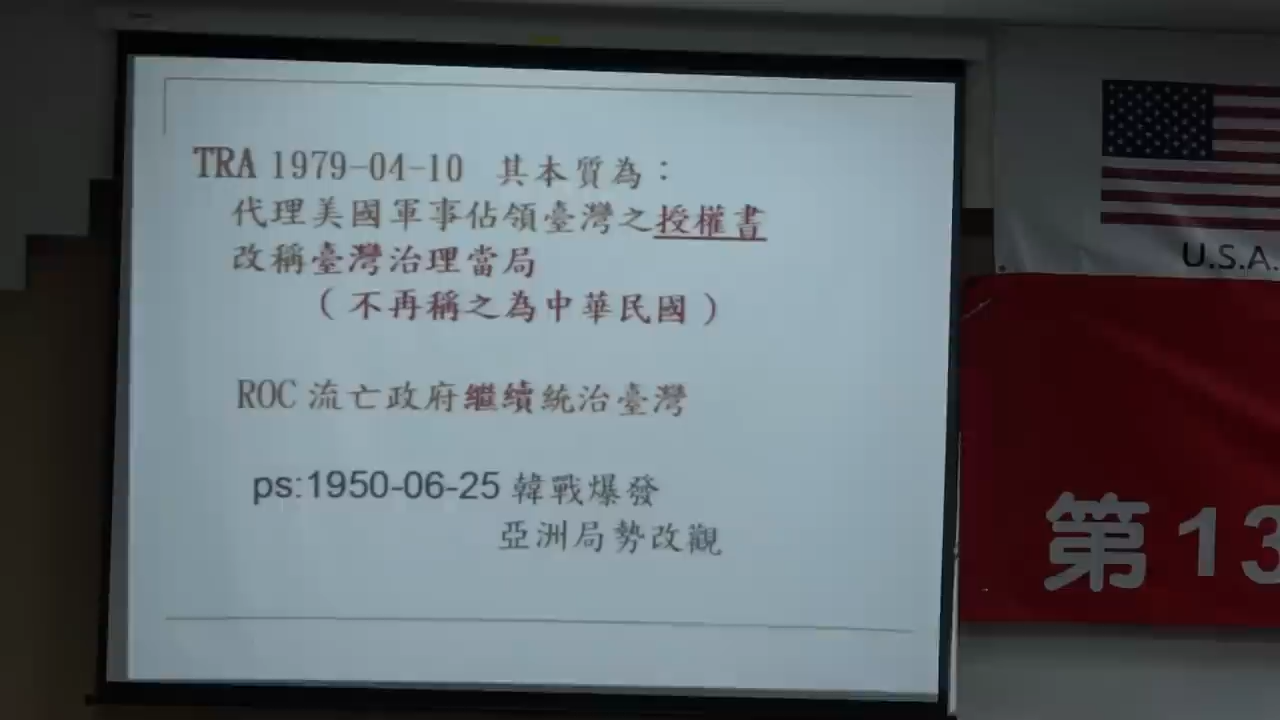 TRA 1979-04-10 其本質為：
代理美國軍事佔領臺灣之授權書
改稱臺灣治理當局
（不再稱之為中華民國）
ROC 流亡政府繼續統治臺灣
ps:1950-06-25 韓戰爆發
亞洲局勢改觀
U.S.A.
第13